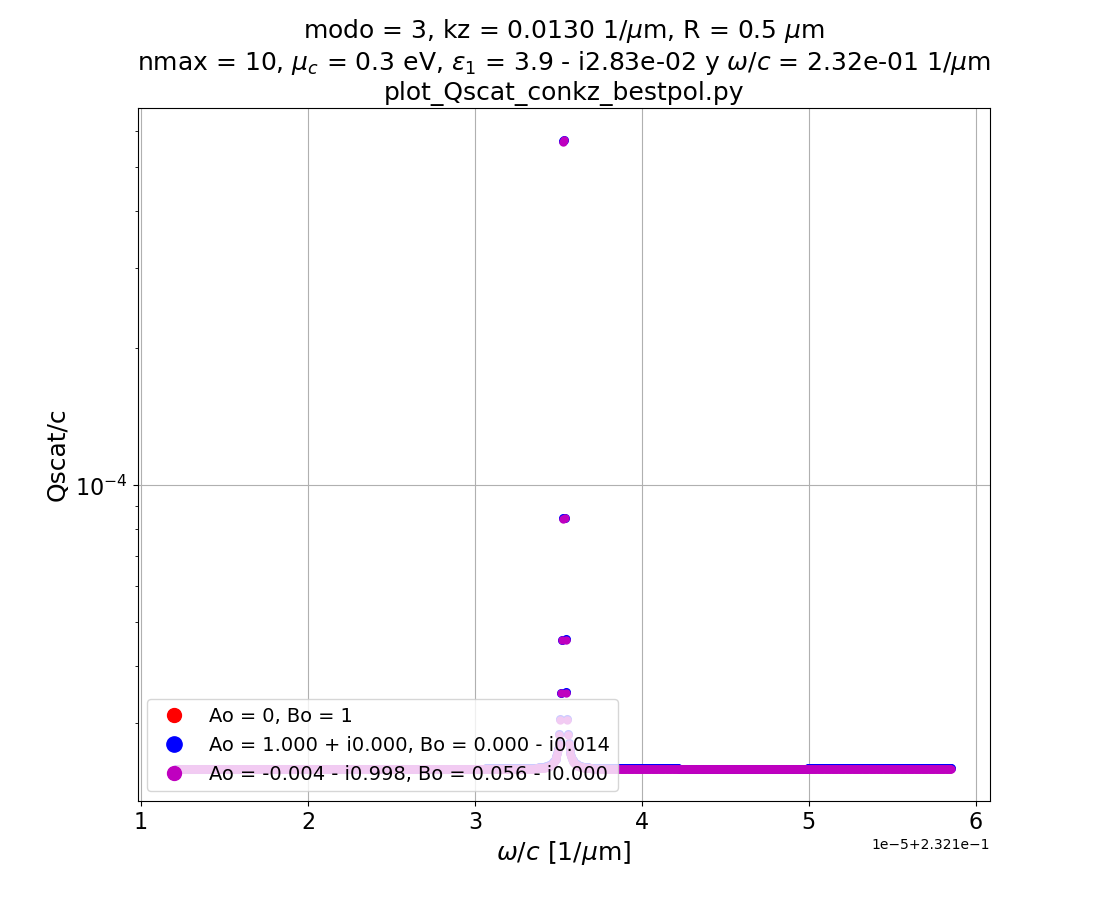 modo = 3, kz = 0.0130 1/μm, R = 0.5 μm
nmax = 10, μc = 0.3 eV, ε1 = 3.9 - i2.83e-02 y ω/c = 2.32e-01 1/μm
plot_Qscat_conkz_bestpol.py
Qscat/c
10⁻⁴
Ao = 0, Bo = 1
Ao = 1.000 + i0.000, Bo = 0.000 - i0.014
Ao = -0.004 - i0.998, Bo = 0.056 - i0.000
1 2 3 4 5 6
1e-5+2.321e-1
ω/c [1/μm]